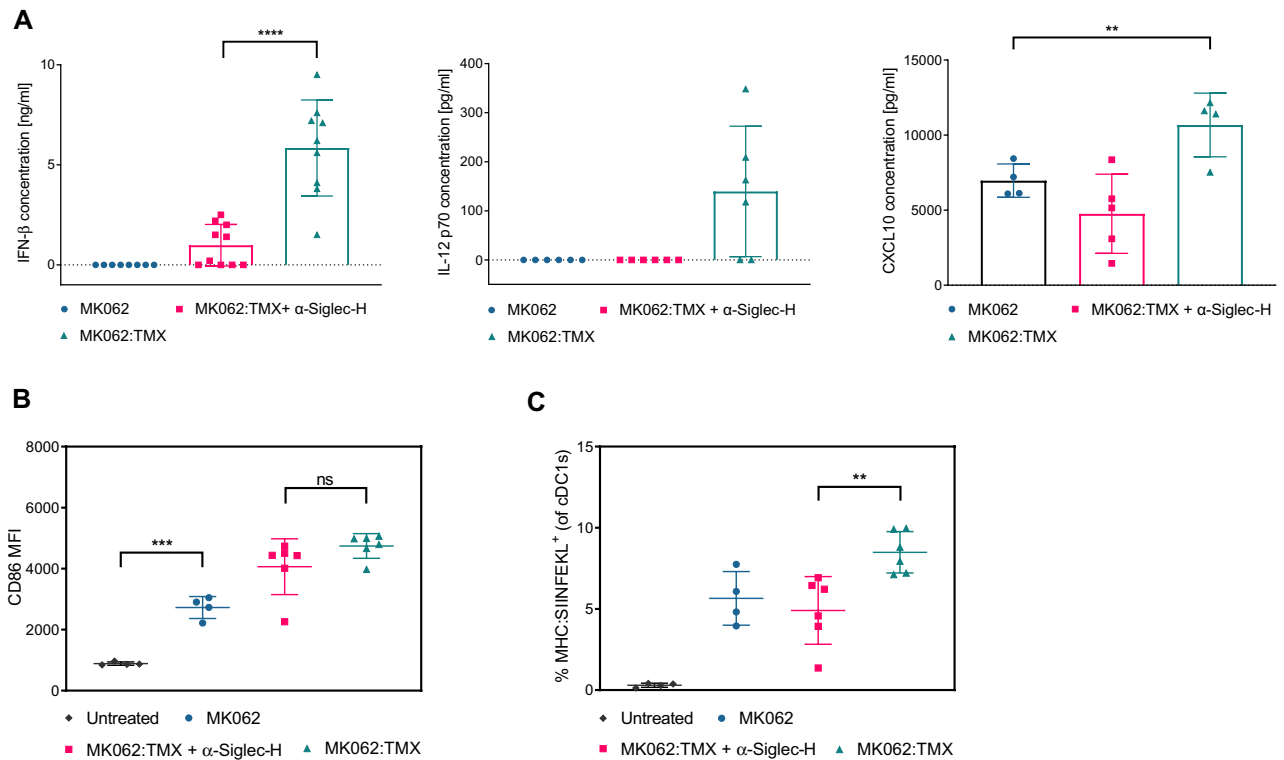 A
****
IFN-β concentration [ng/ml]
10
5
0
MK062
MK062:TMX+ α-Siglec-H
MK062:TMX
IL-12 p70 concentration [pg/ml]
400
300
200
100
0
MK062
MK062:TMX + α-Siglec-H
MK062:TMX
**
CXCL10 concentration [pg/ml]
15000
10000
5000
0
MK062
MK062:TMX + α-Siglec-H
MK062:TMX
B
CD86 MFI
8000
6000
4000
2000
0
***
ns
Untreated
MK062
MK062:TMX + α-Siglec-H
MK062:TMX
C
% MHC:SIINFEKL+ (of cDC1s)
15
10
5
0
**
Untreated
MK062
MK062:TMX + α-Siglec-H
MK062:TMX